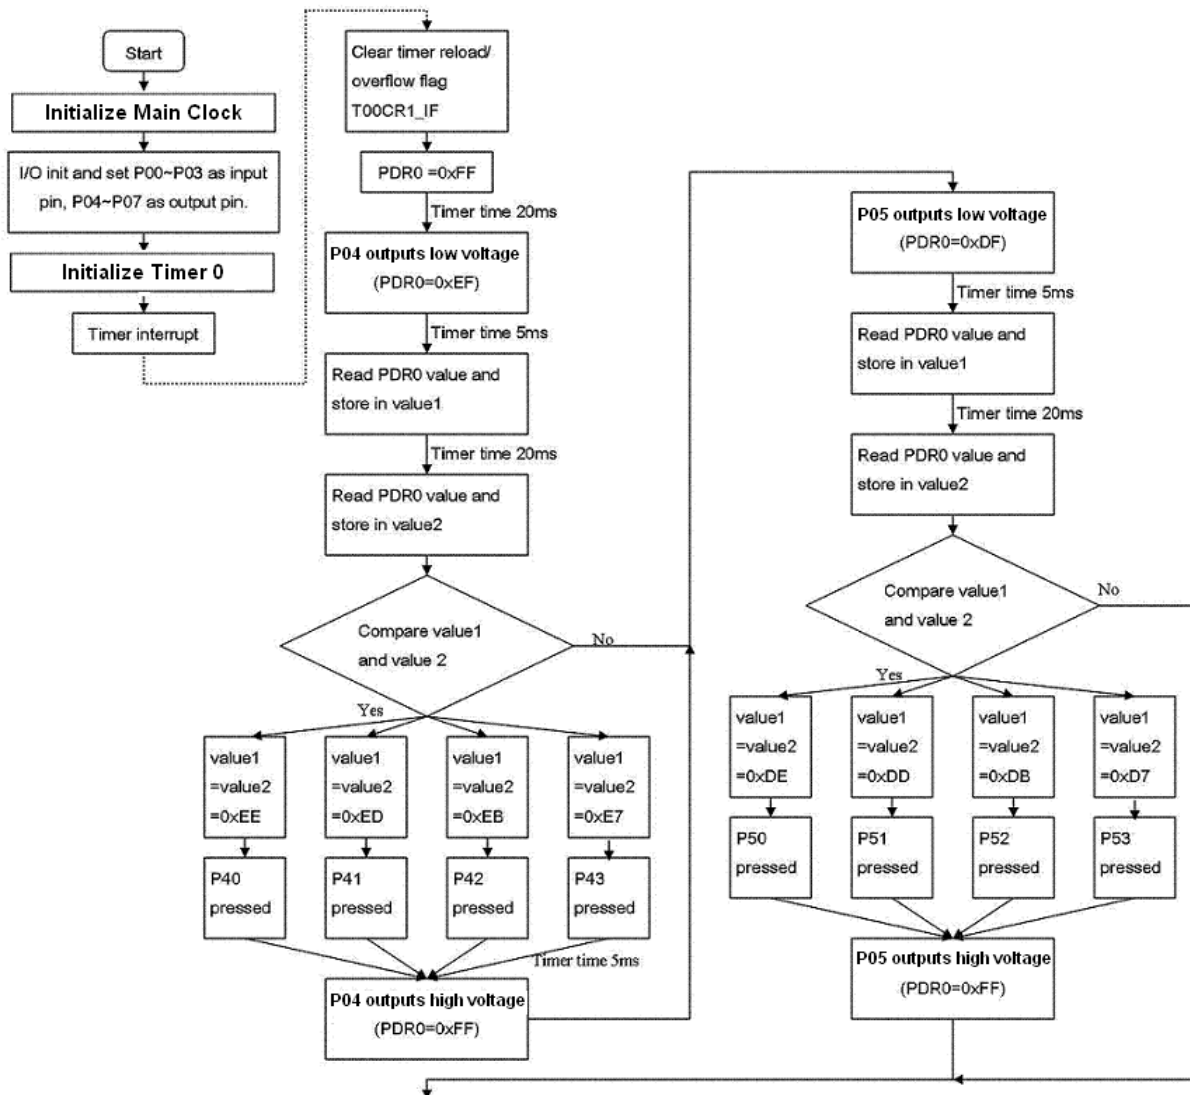 Start
Initialize Main Clock
I/O init and set P00~P03 as input
pin, P04~P07 as output pin.
Initialize Timer 0
Timer interrupt
Clear timer reload/
overflow flag
T00CR1_IF
PDR0 =0xFF
Timer time 20ms
P04 outputs low voltage
(PDR0=0xEF)
Timer time 5ms
Read PDR0 value and
store in value1
Timer time 20ms
Read PDR0 value and
store in value2
Compare value1
and value 2
No
Yes
value1
=value2
=0xEE
value1
=value2
=0xED
value1
=value2
=0xEB
value1
=value2
=0xE7
P40
pressed
P41
pressed
P42
pressed
P43
pressed
Timer time 5ms
P04 outputs high voltage
(PDR0=0xFF)
P05 outputs low voltage
(PDR0=0xDF)
Timer time 5ms
Read PDR0 value and
store in value1
Timer time 20ms
Read PDR0 value and
store in value2
Compare value1
and value 2
No
Yes
value1
=value2
=0xDE
value1
=value2
=0xDD
value1
=value2
=0xDB
value1
=value2
=0xD7
P50
pressed
P51
pressed
P52
pressed
P53
pressed
P05 outputs high voltage
(PDR0=0xFF)